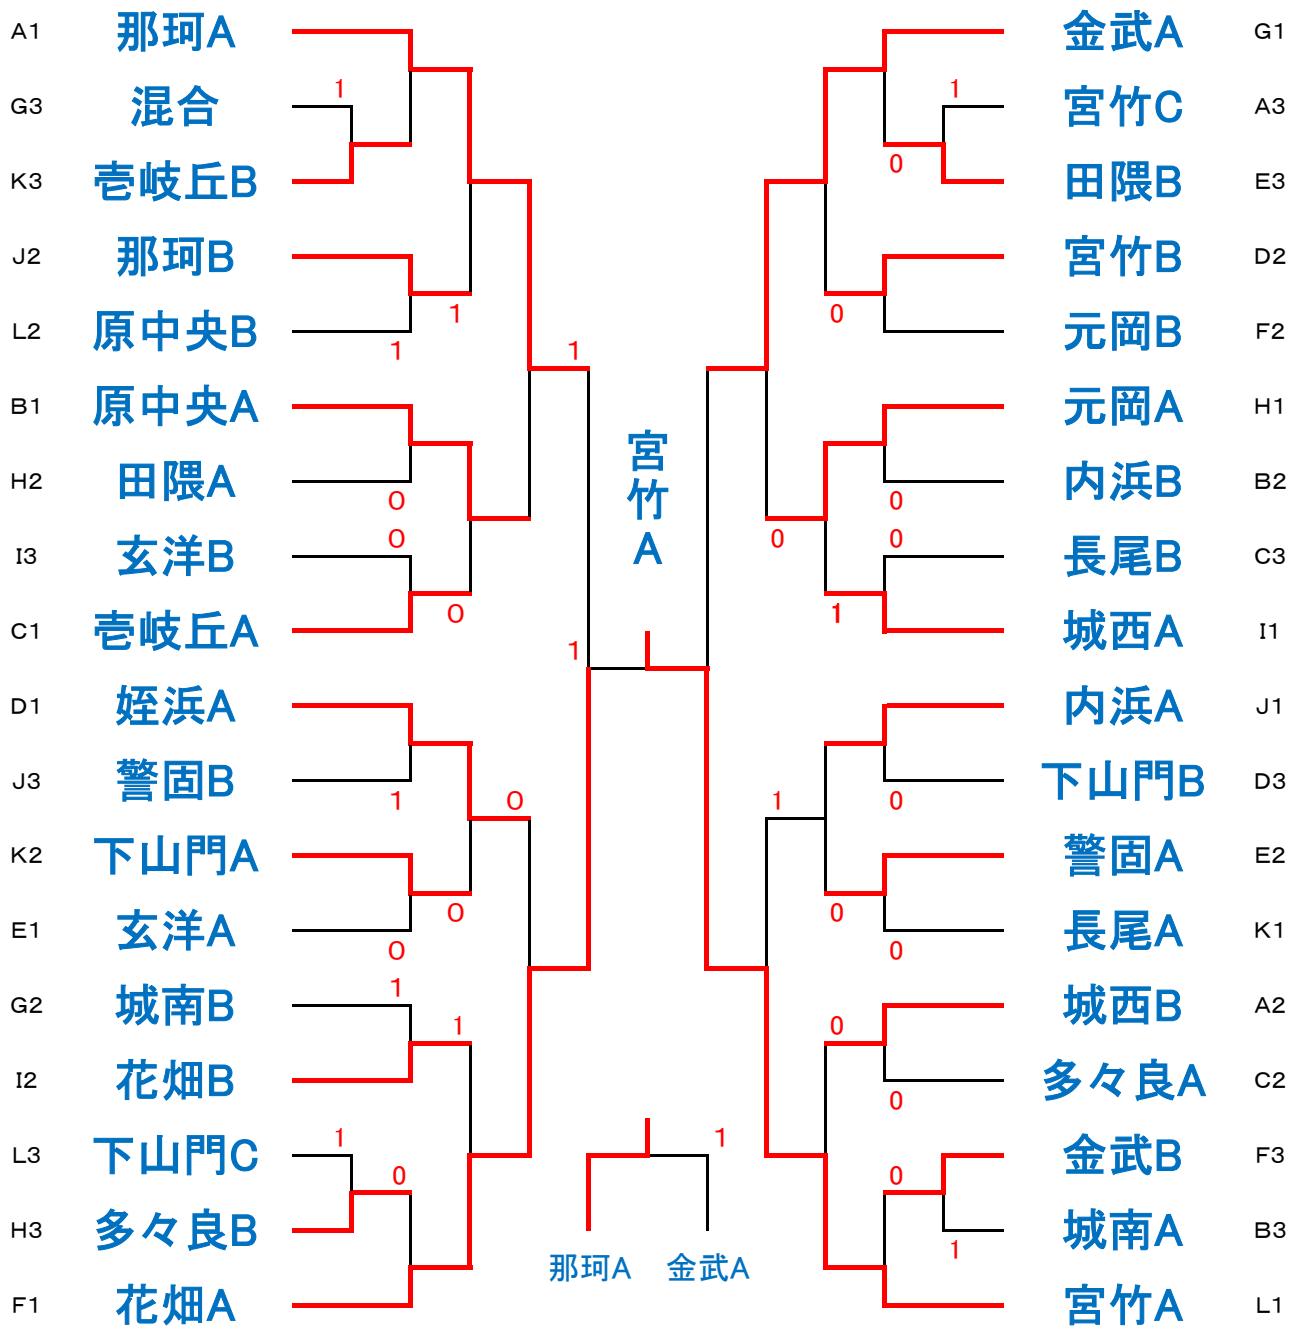 A1 那珂A
1
G3 混合
K3 壱岐丘B
J2 那珂B
1
L2 原中央B
1
1
B1 原中央A
H2 田隈A
0
0
I3 玄洋B
C1 壱岐丘A
0
1
D1 姪浜A
J3 警固B
1
0
K2 下山門A
0
E1 玄洋A
0
1
G2 城南B
1
I2 花畑B
1
L3 下山門C
0
H3 多々良B
F1 花畑A
宮竹A
1
那珂A 金武A
金武A G1
1
宮竹C A3
0
田隈B E3
宮竹B D2
0
元岡B F2
元岡A H1
内浜B B2
0
0
0
長尾B C3
1
城西A I1
内浜A J1
下山門B D3
1
0
警固A E2
0
長尾A K1
0
城西B A2
0
多々良A C2
0
金武B F3
0
城南A B3
1
宮竹A L1